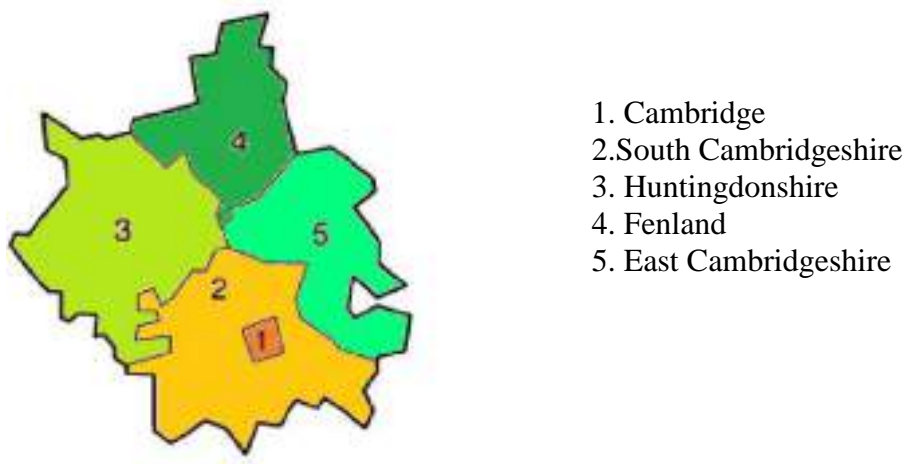 4
3
5
2
1
1. Cambridge
2.South Cambridgeshire
3. Huntingdonshire
4. Fenland
5. East Cambridgeshire